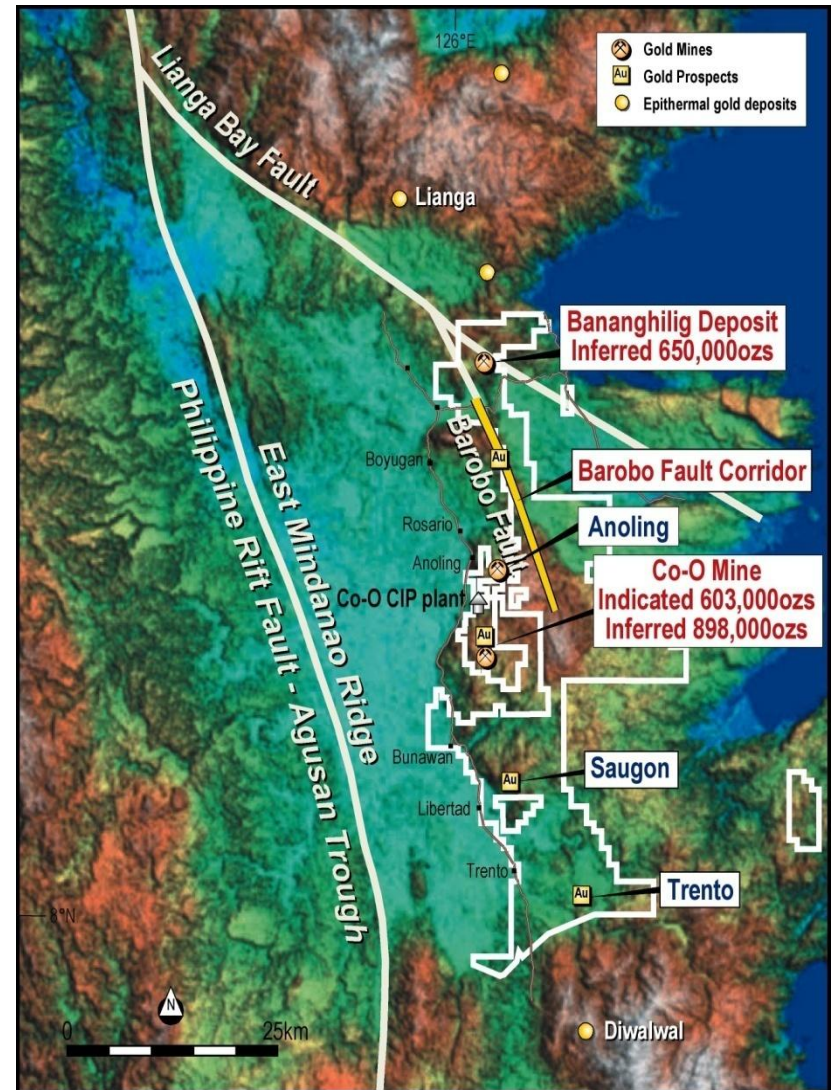 126°E
Gold Mines
Au Gold Prospects
Epithermal gold deposits
Lianga Bay Fault
Lianga
Bananghilig Deposit
Inferred 650,000ozs
Philippine Rift Fault - Agusan Trough
East Mindanao Ridge
Barobo Fault
Boyugan
Au
Barobo Fault Corridor
Rosario
Anoling
Anoling
Co-O CIP plant
Co-O Mine
Indicated 603,000ozs
Inferred 898,000ozs
Au
Bunawan
Au
Saugon
Libertad
Trento
Au
Trento
8°N
N
0 25km
Diwalwal